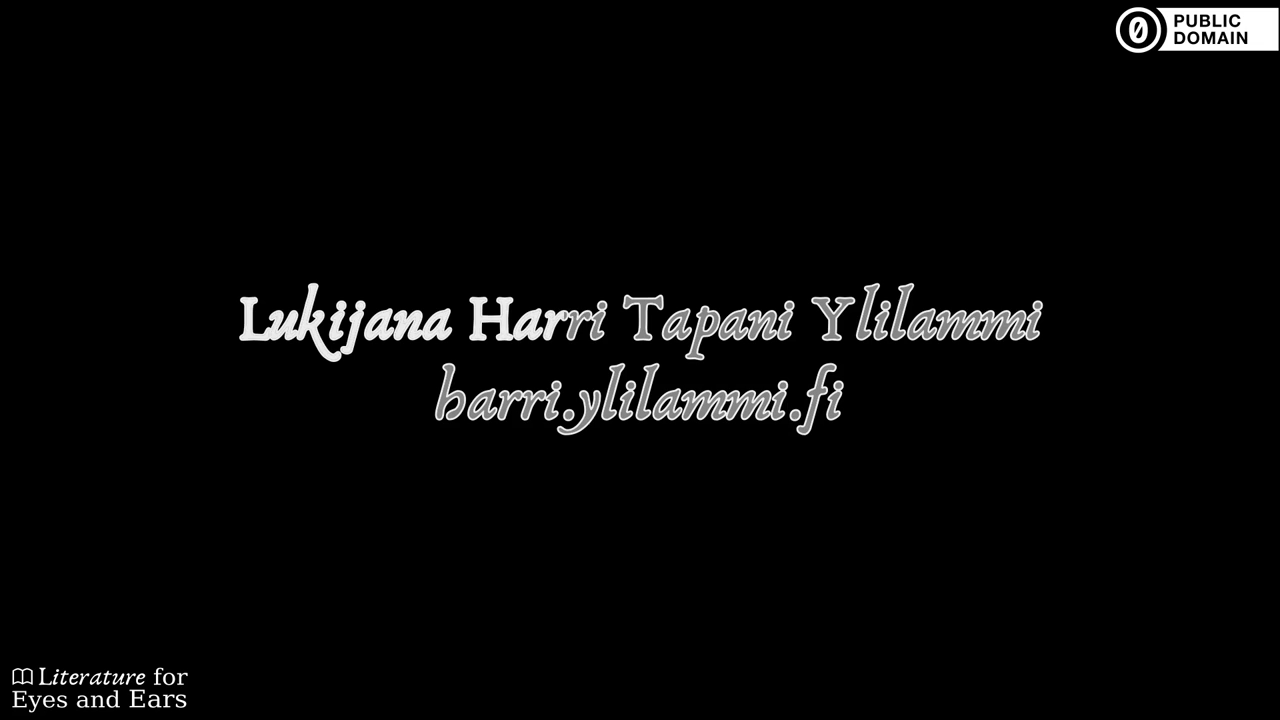 PUBLIC
DOMAIN
Lukijana Harri Tapani Ylilammi
harri.ylilammi.fi
Literature for
Eyes and Ears